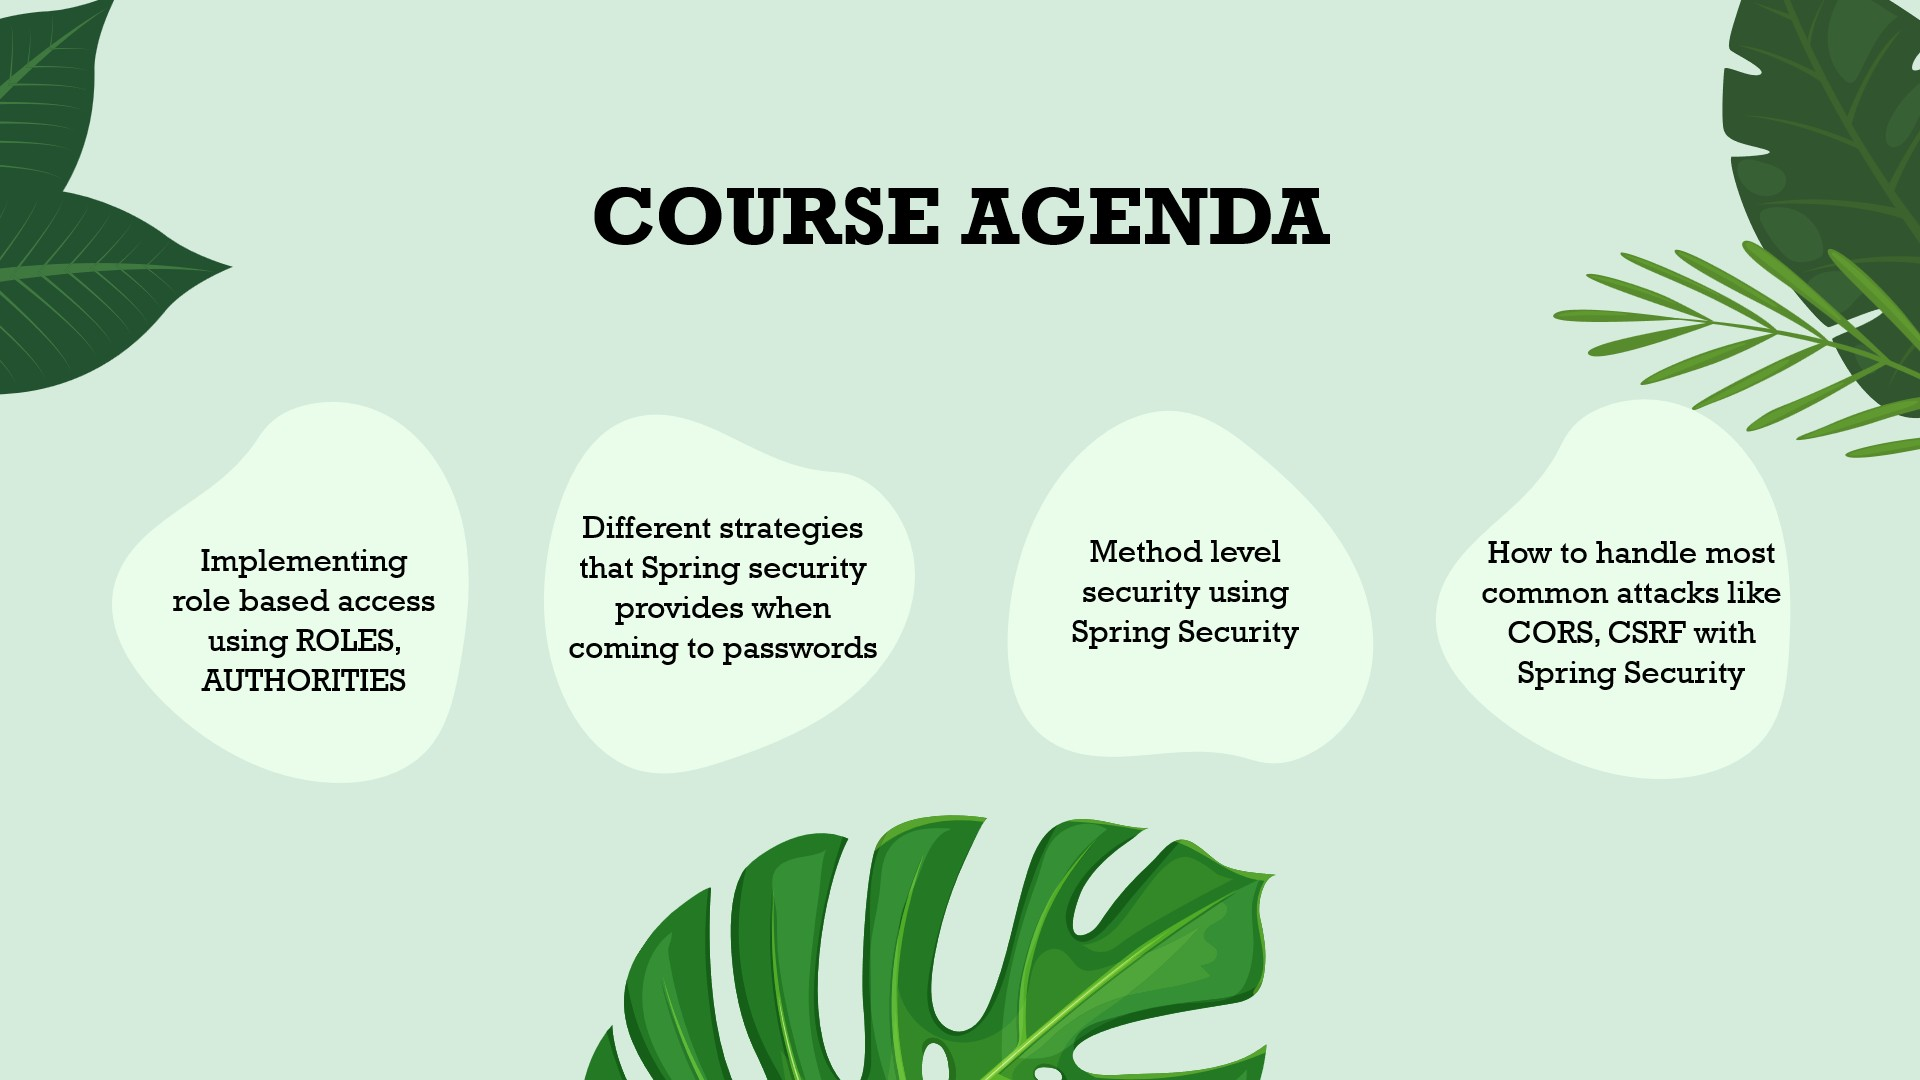 COURSE AGENDA
Implementing
role based access
using ROLES,
AUTHORITIES
Different strategies
that Spring security
provides when
coming to passwords
Method level
security using
Spring Security
How to handle most
common attacks like
CORS, CSRF with
Spring Security